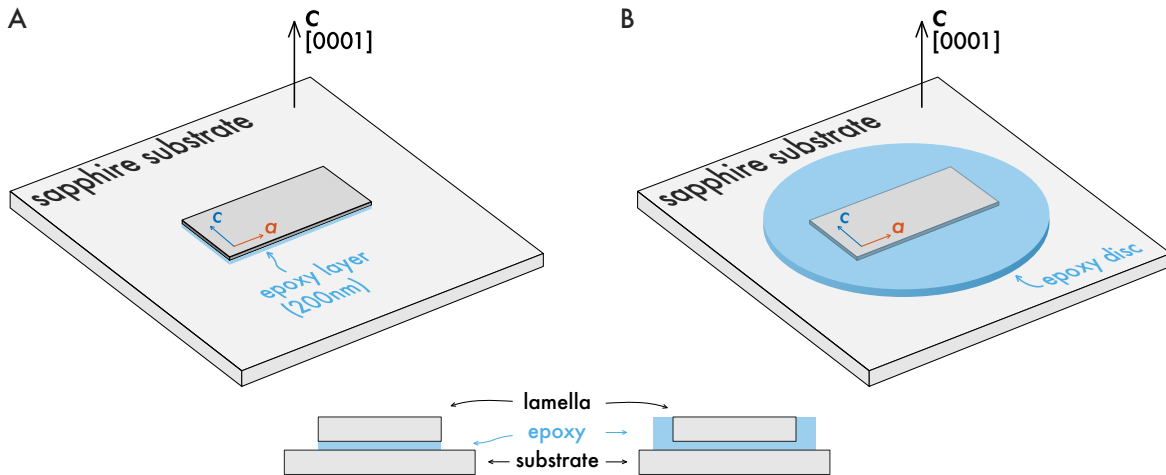 A
C
[0001]
sapphire substrate
c
a
epoxy layer
(200nm)
B
C
[0001]
sapphire substrate
c
a
epoxy disc
lamella
epoxy
substrate